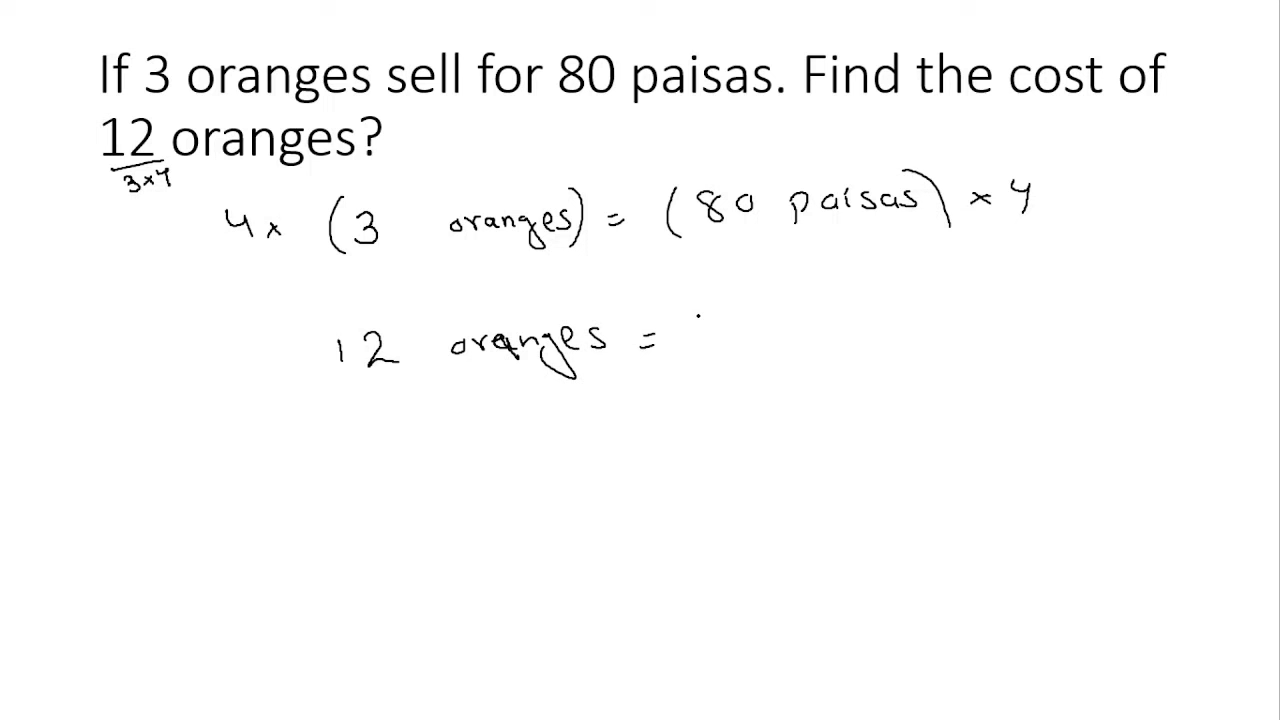 If 3 oranges sell for 80 paisas. Find the cost of
12 oranges?
3×4
4 × (3 oranges) = (80 paisas) × 4
12 oranges =